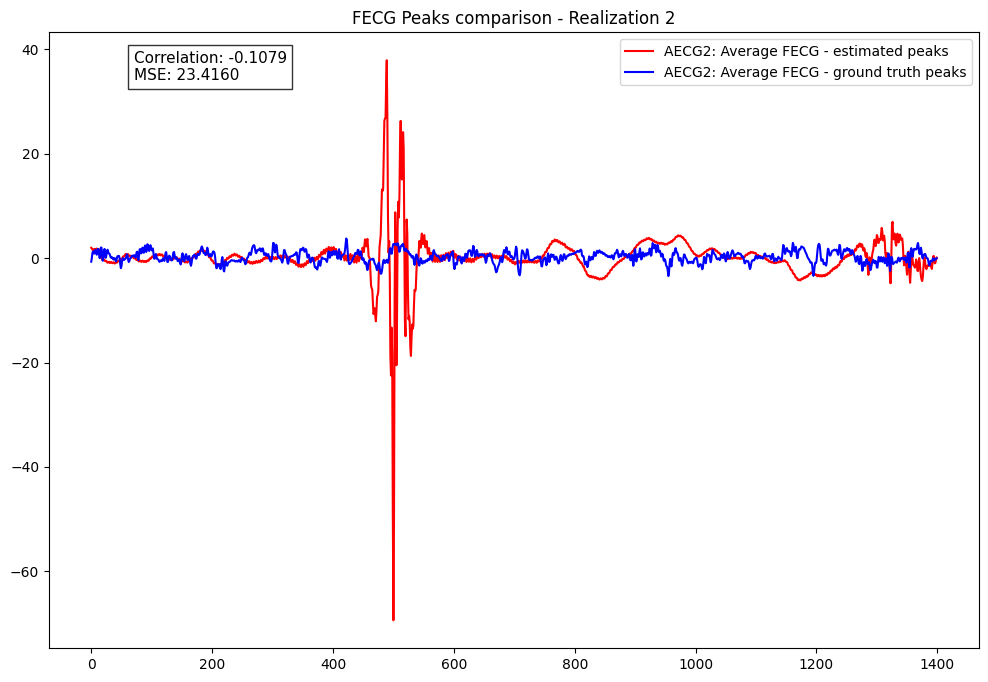 FECG Peaks comparison - Realization 2
Correlation: -0.1079
MSE: 23.4160
AECG2: Average FECG - estimated peaks
AECG2: Average FECG - ground truth peaks
40
20
0
−20
−40
−60
0 200 400 600 800 1000 1200 1400